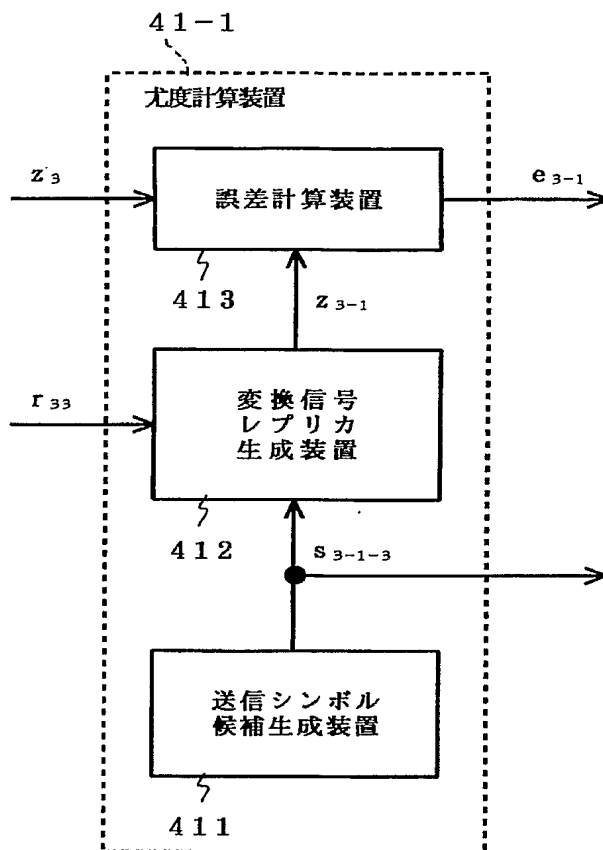 41-1
尤度計算装置
z3
誤差計算装置
e3-1
413
z3-1
r33
変換信号
レプリカ
生成装置
412
s3-1-3
送信シンボル
候補生成装置
411